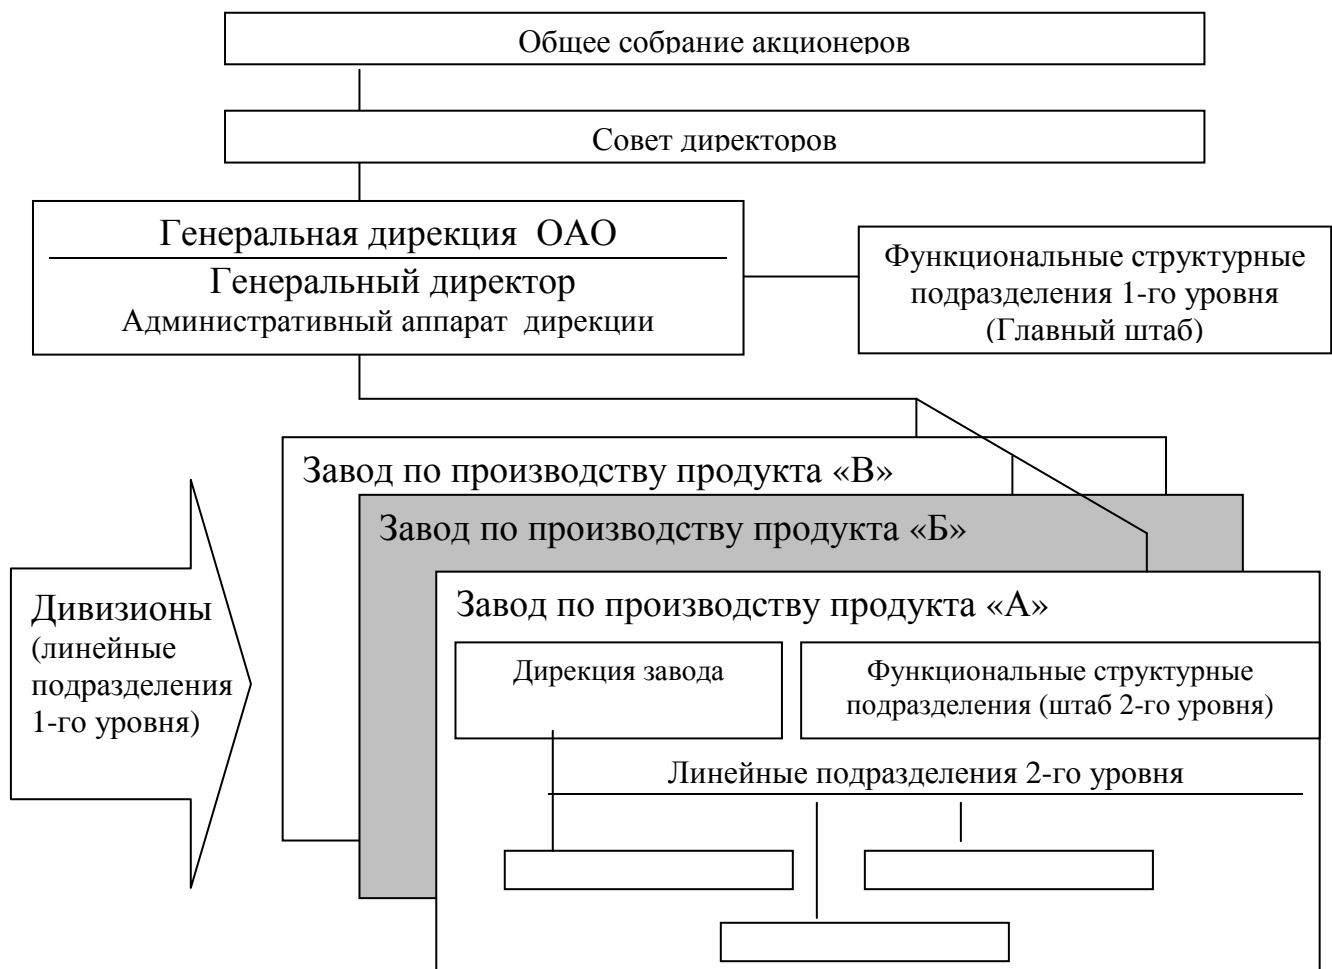 Общее собрание акционеров
Совет директоров
Генеральная дирекция ОАО
Генеральный директор
Административный аппарат дирекции
Функциональные структурные
подразделения 1-го уровня
(Главный штаб)
Завод по производству продукта «В»
Завод по производству продукта «Б»
Завод по производству продукта «А»
Дивизионы
(линейные
подразделения
1-го уровня)
Дирекция завода
Функциональные структурные
подразделения (штаб 2-го уровня)
Линейные подразделения 2-го уровня